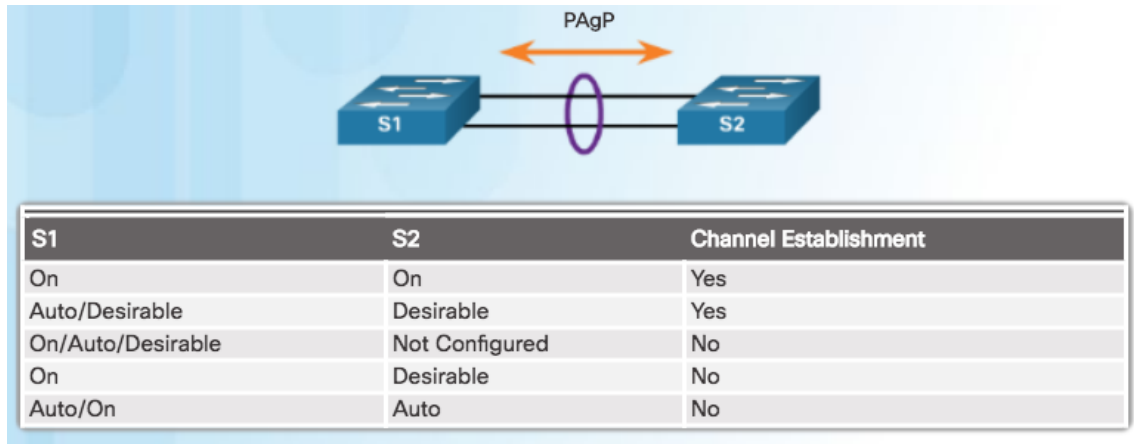 PAgP
S1 S2
S1 S2 Channel Establishment
On On Yes
Auto/Desirable Desirable Yes
On/Auto/Desirable Not Configured No
On Desirable No
Auto/On Auto No